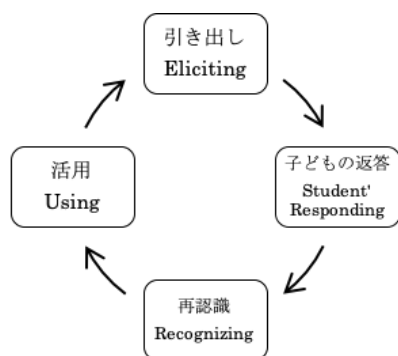 引き出し
Eliciting
子どもの返答
Student'
Responding
再認識
Recognizing
活用
Using